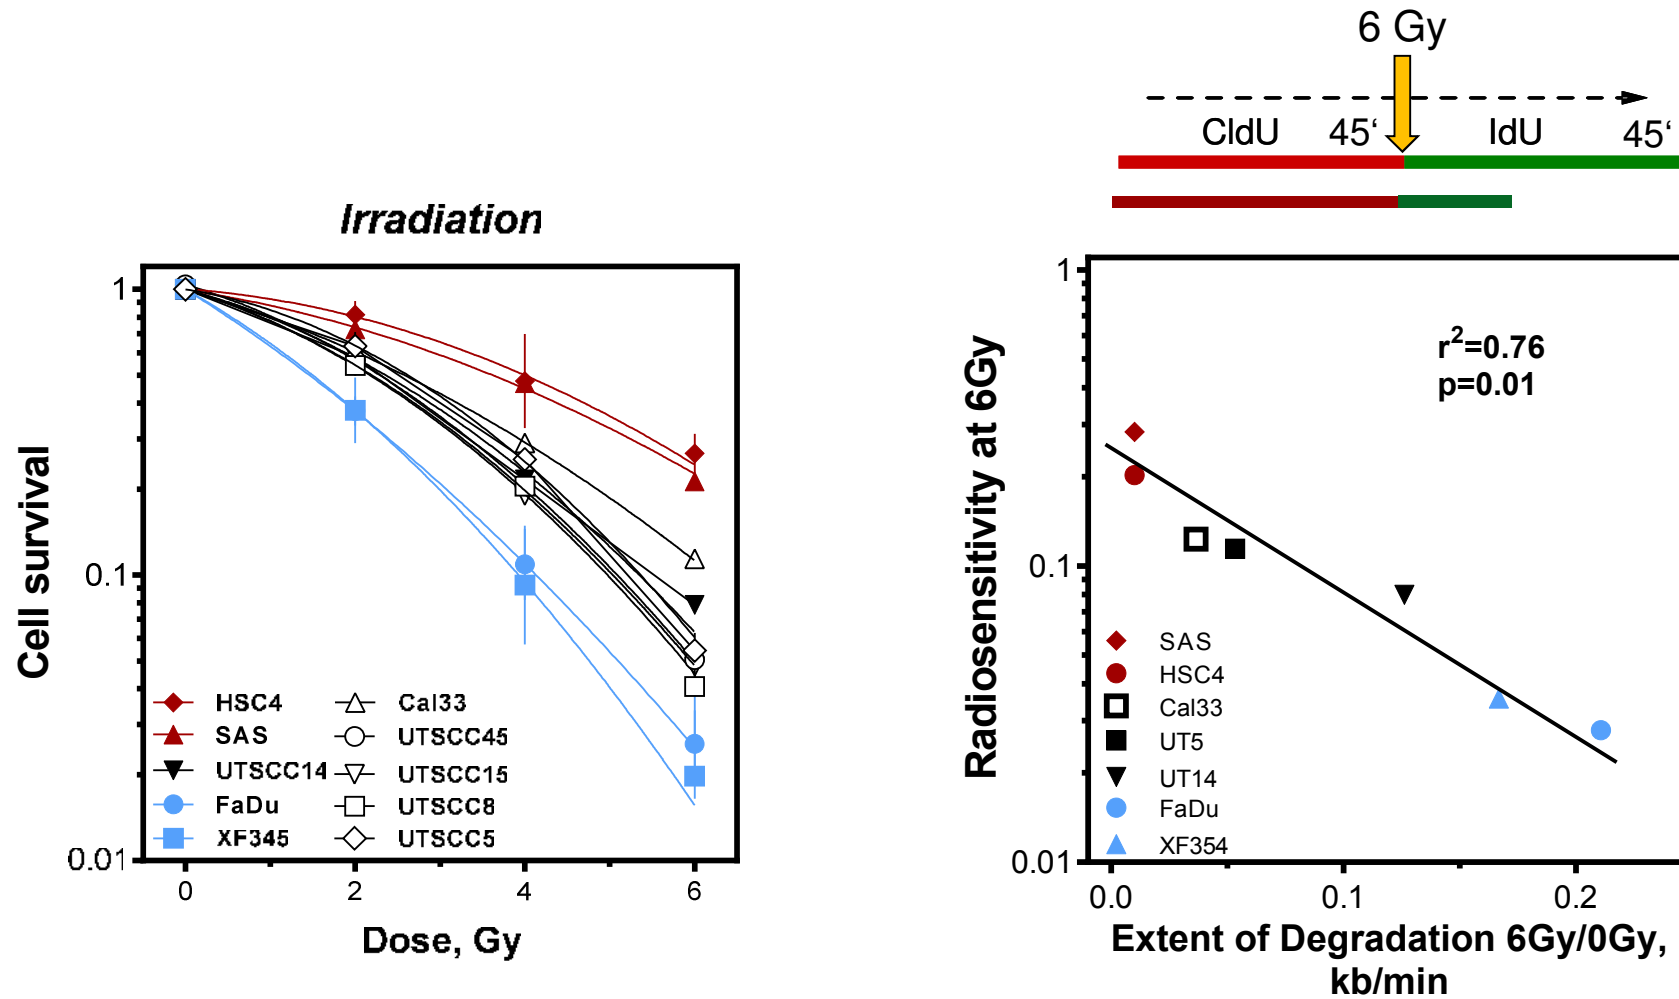 Irradiation
Cell survival
1
0.1
0.01
HSC4
SAS
UTSCC14
FaDu
XF345
Cal33
UTSCC45
UTSCC15
UTSCC8
UTSCC5
0 2 4 6
Dose, Gy
6 Gy
CldU 45‘ IdU 45‘
Radiosensitivity at 6Gy
1
0.1
0.01
r²=0.76
p=0.01
SAS
HSC4
Cal33
UT5
UT14
FaDu
XF354
0.0 0.1 0.2
Extent of Degradation 6Gy/0Gy,
kb/min